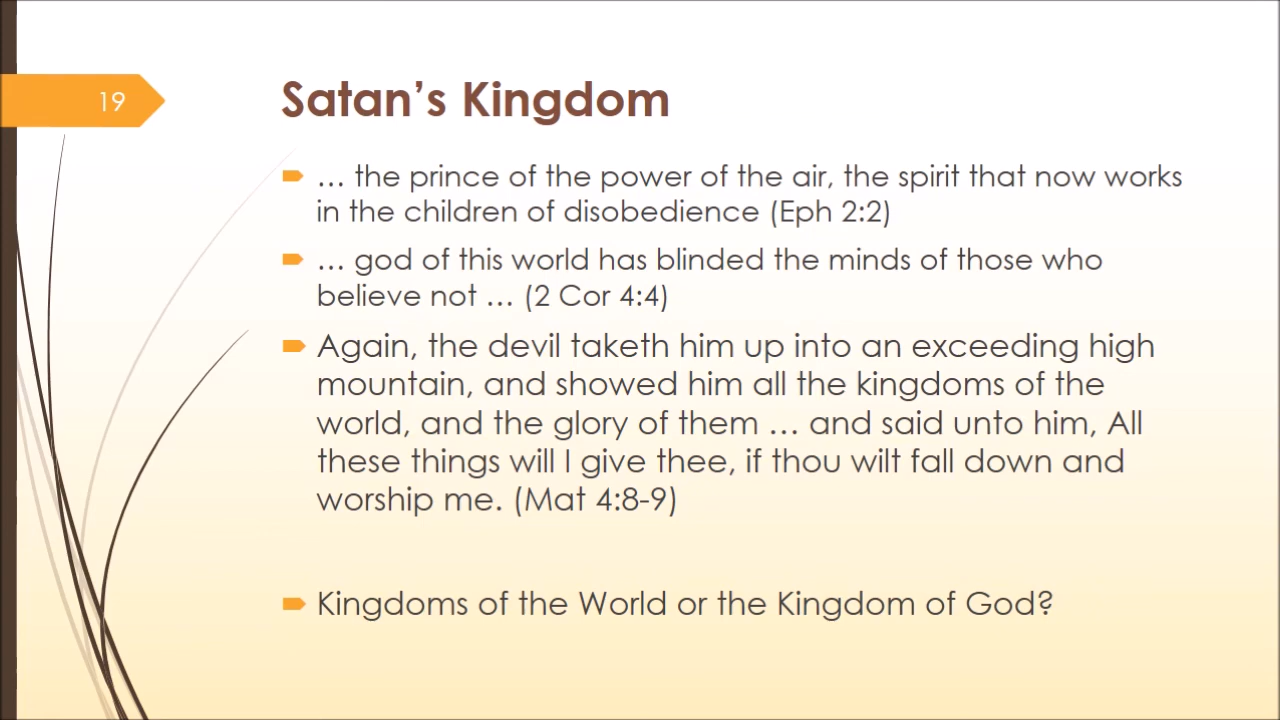 19
Satan’s Kingdom
… the prince of the power of the air, the spirit that now works
in the children of disobedience (Eph 2:2)
… god of this world has blinded the minds of those who
believe not … (2 Cor 4:4)
Again, the devil taketh him up into an exceeding high
mountain, and showed him all the kingdoms of the
world, and the glory of them … and said unto him, All
these things will I give thee, if thou wilt fall down and
worship me. (Mat 4:8-9)
Kingdoms of the World or the Kingdom of God?